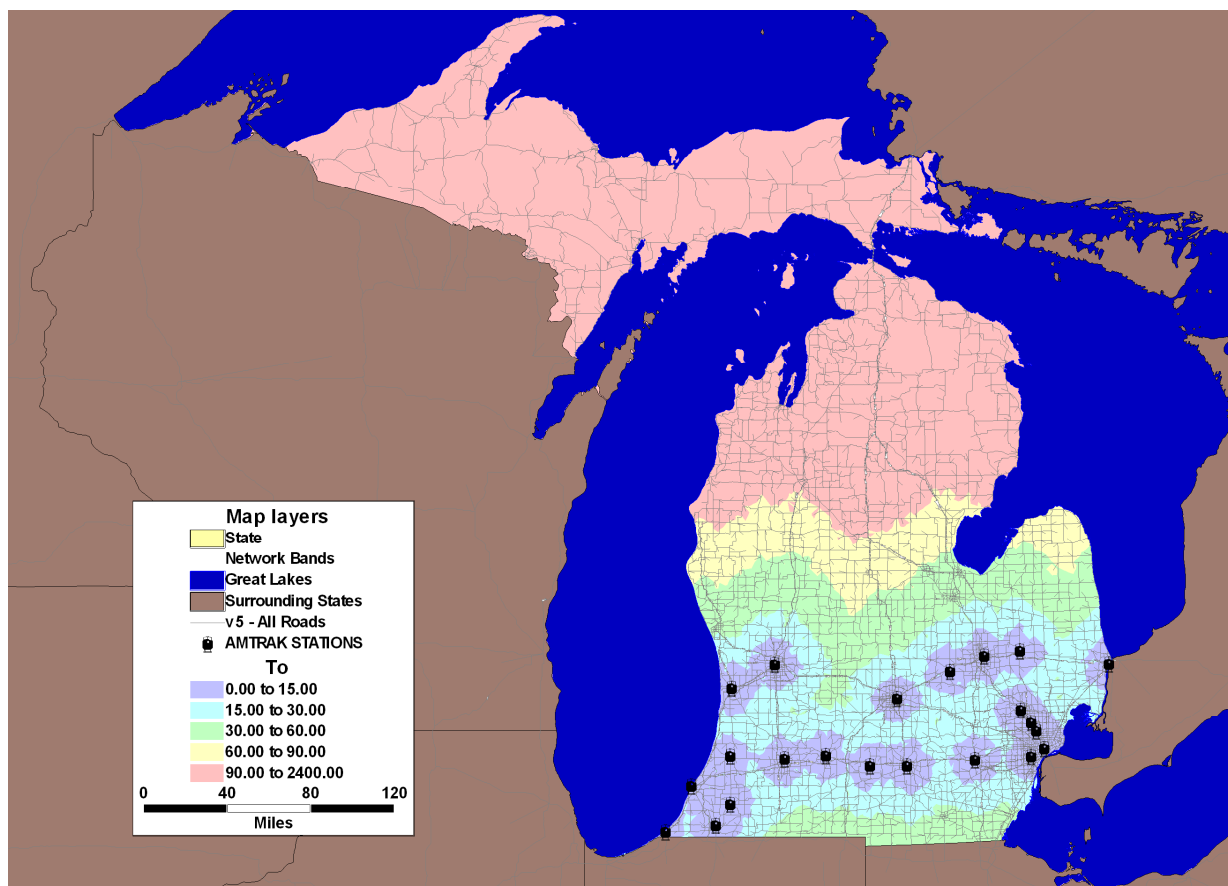 Map layers
State
Network Bands
Great Lakes
Surrounding States
v5 - All Roads
AMTRAK STATIONS
To
0.00 to 15.00
15.00 to 30.00
30.00 to 60.00
60.00 to 90.00
90.00 to 2400.00
0 40 80 120
Miles